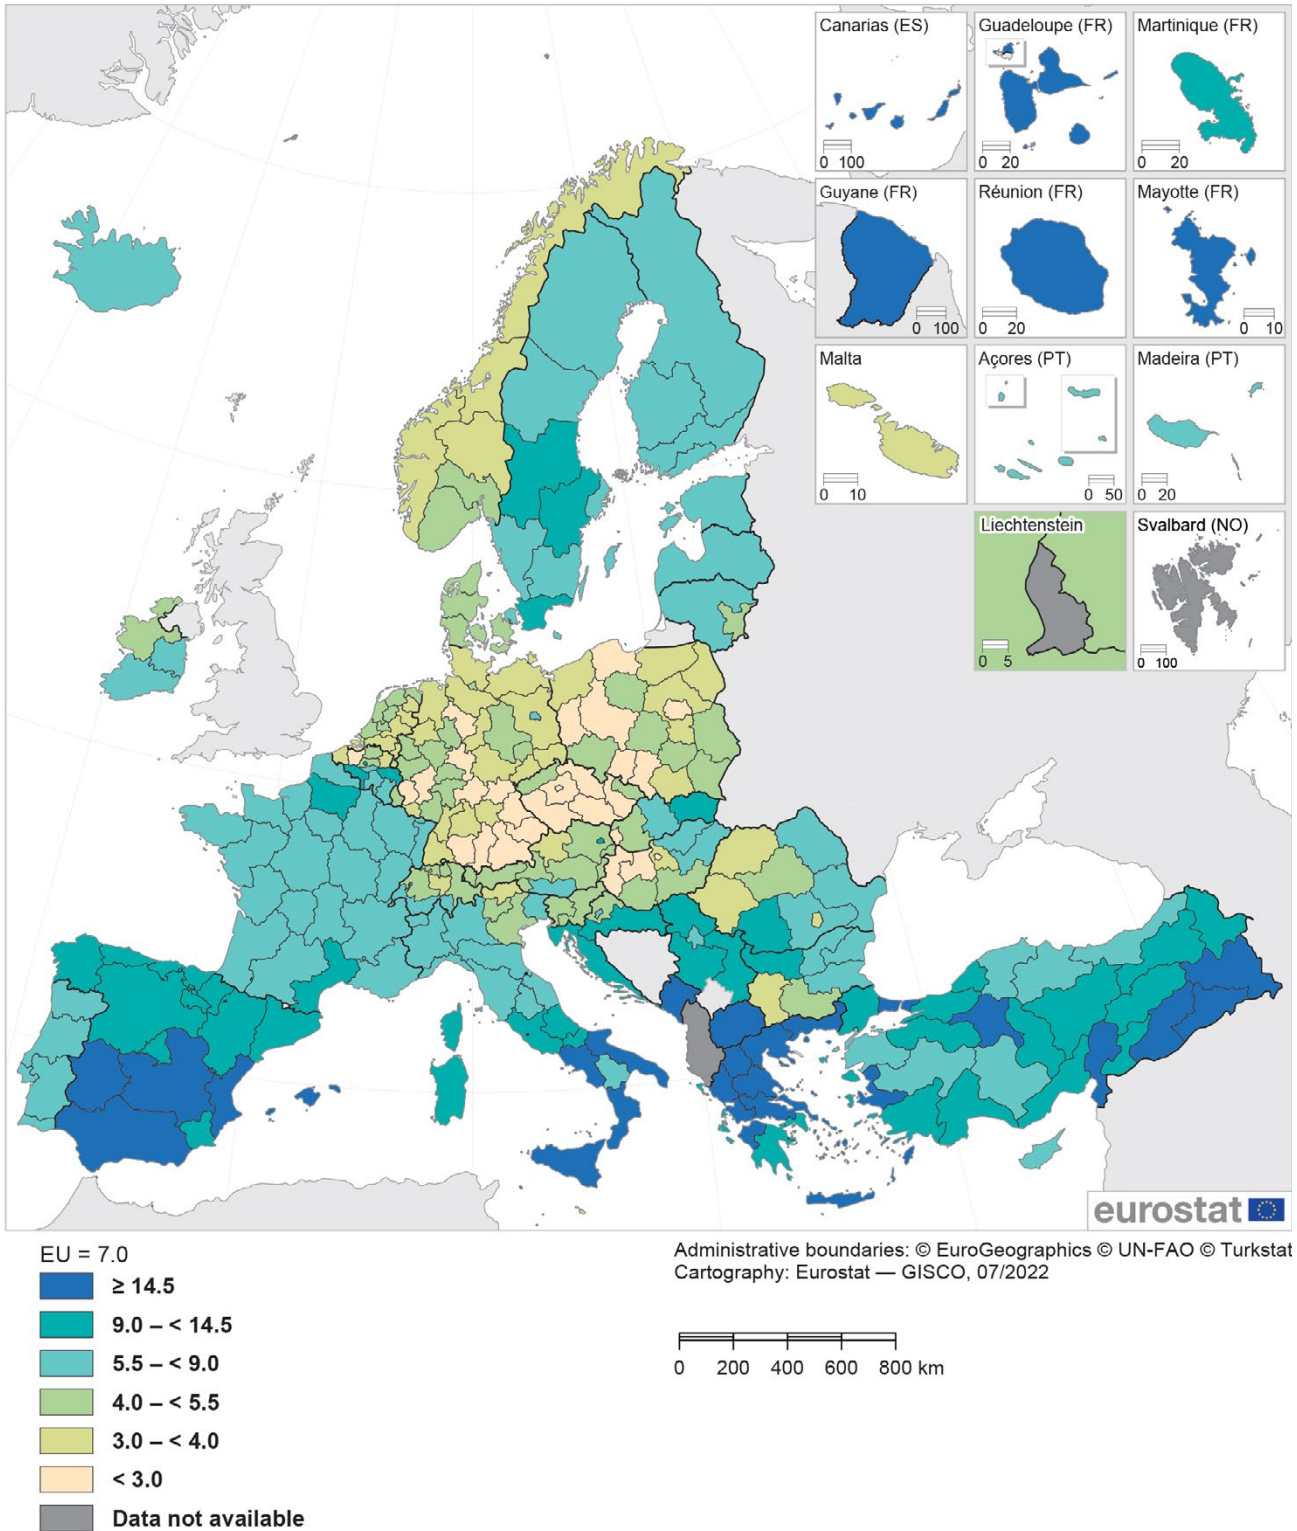 Canarias (ES)
0 100
Guadeloupe (FR)
0 20
Martinique (FR)
0 20
Guyane (FR)
0 100
Réunion (FR)
0 20
Mayotte (FR)
0 10
Malta
0 10
Açores (PT)
0 50
Madeira (PT)
0 20
Liechtenstein
0 5
Svalbard (NO)
0 100
eurostat
EU = 7.0
≥ 14.5
9.0 – < 14.5
5.5 – < 9.0
4.0 – < 5.5
3.0 – < 4.0
< 3.0
Data not available
Administrative boundaries: © EuroGeographics © UN-FAO © Turkstat
Cartography: Eurostat — GISCO, 07/2022
0 200 400 600 800 km